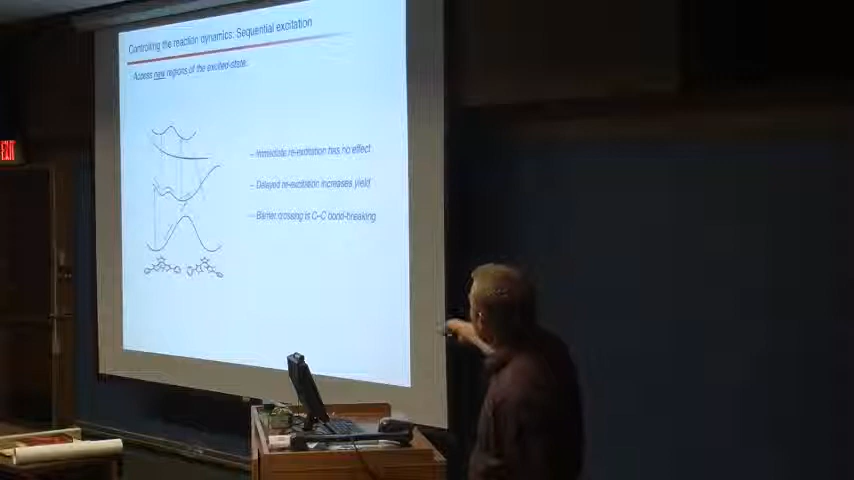 Controlling the reaction dynamics: Sequential excitation
Access new regions of the excited-state.
– Immediate re-excitation has no effect
– Delayed re-excitation increases yield
– Barrier crossing is C–C bond-breaking
EXIT